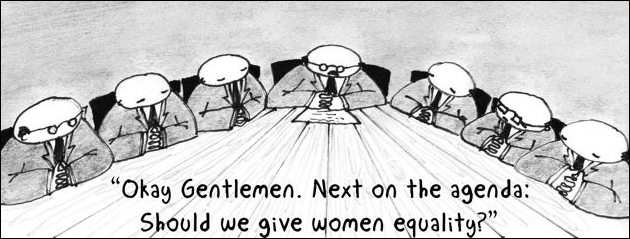 “Okay Gentlemen. Next on the agenda:
Should we give women equality?”